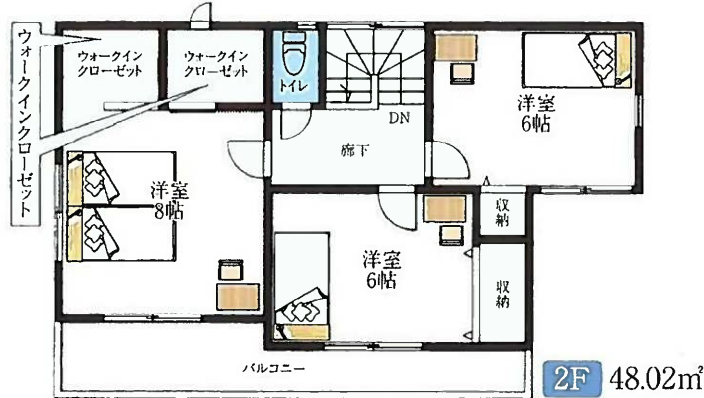 ウォークインクローゼット
ウォークイン
クローゼット
ウォークイン
クローゼット
トイレ
DN
洋室
6帖
廊下
洋室
8帖
収納
洋室
6帖
収納
バルコニー
2F 48.02㎡